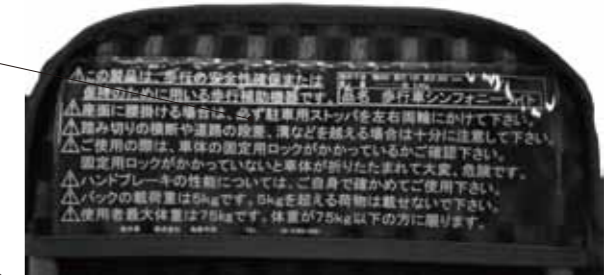 ⚠この製品は、歩行の安全性確保または
保護のために用いる歩行補助機器です。
品名 歩行車シンフォニー
⚠座面に腰掛ける場合は、必ず駐車用ストッパを左右両輪にかけて下さい。
⚠踏み切りの横断や道路の段差、溝などを越える場合は十分に注意して下さい。
⚠ご使用の際は、車体の固定用ロックがかかっているかご確認下さい。
固定用ロックがかかっていないと車体が折りたたまれて大変、危険です。
⚠ハンドブレーキの性能については、ご自身で確かめてご使用下さい。
⚠バックの載荷重は5kgです。5kgを超える荷物は載せないで下さい。
⚠使用者最大体重は75kgです。体重が75kg以下の方に限ります。